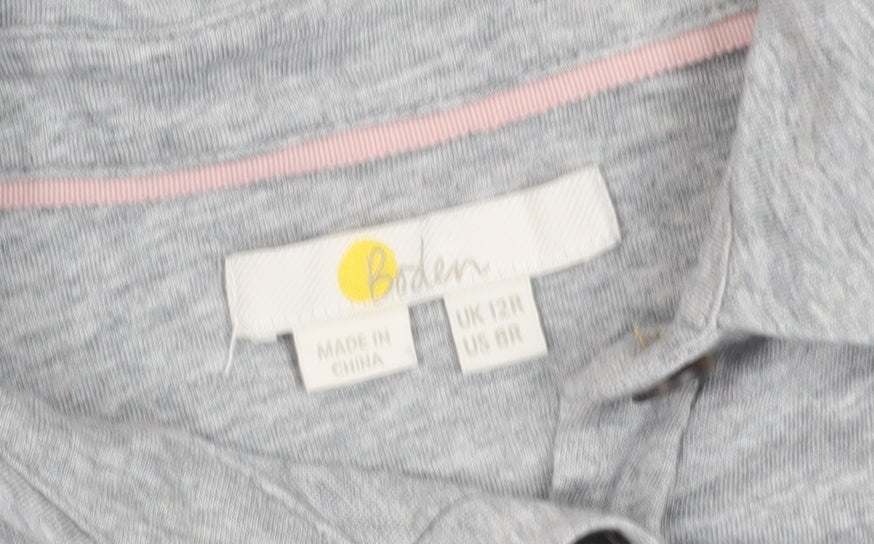 Boden
MADE IN
CHINA
UK 12R
US 8R